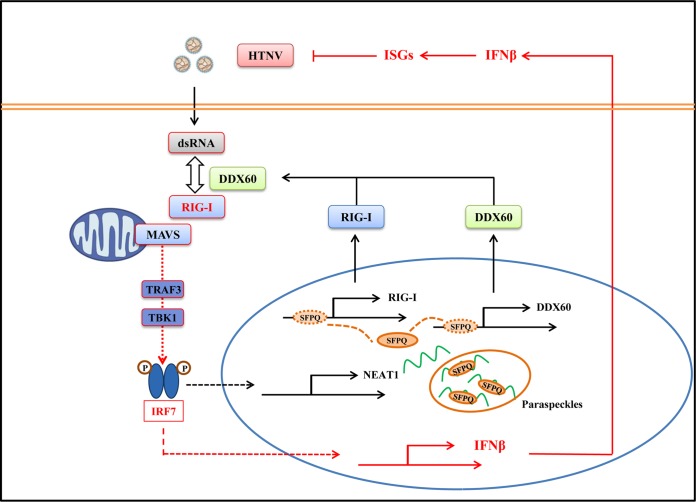 HTNV
ISGs
IFNβ
dsRNA
DDX60
RIG-I
MAVS
RIG-I
DDX60
TRAF3
TBK1
RIG-I
DDX60
SFPQ
SFPQ
SFPQ
P
P
NEAT1
SFPQ
SFPQ
SFPQ
Paraspeckles
IRF7
IFNβ